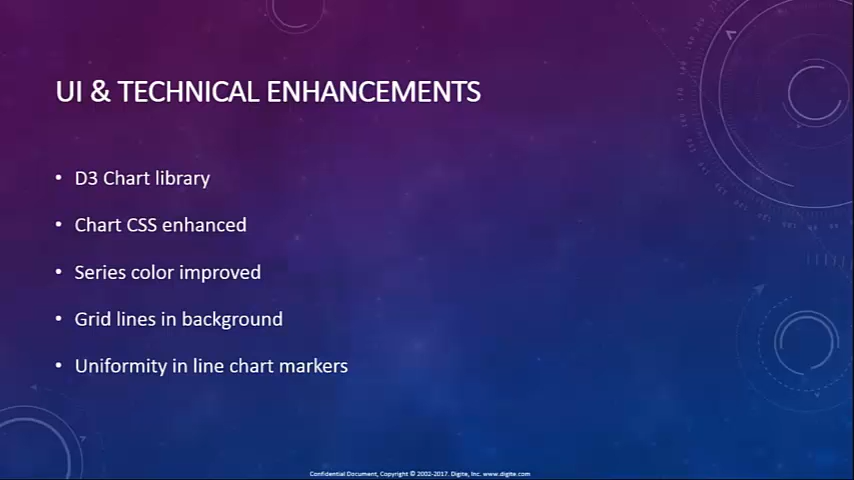 UI & TECHNICAL ENHANCEMENTS
• D3 Chart library
• Chart CSS enhanced
• Series color improved
• Grid lines in background
• Uniformity in line chart markers
Confidential Document, Copyright © 2002-2017. Digite, Inc. www.digite.com